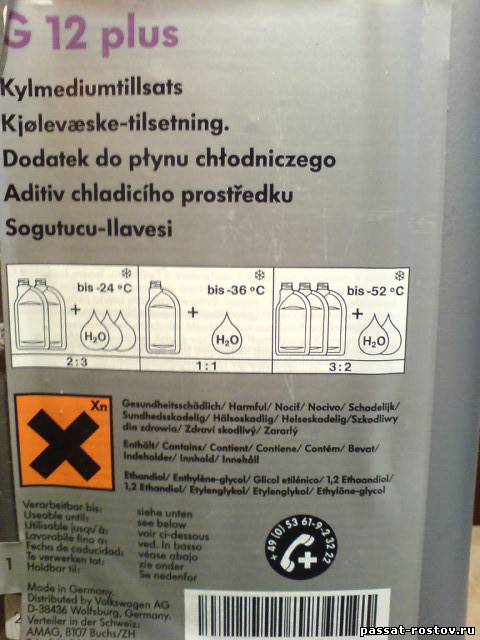 G 12 plus
Kylmediumtillsats
Kjølevæske-tilsetning.
Dodatek do płynu chłodniczego
Aditiv chladicího prostředku
Sogutucu-Ilavesi
bis -24 °C
bis -36 °C
bis -52 °C
+ H₂O
+ H₂O
+ H₂O
2 : 3
1 : 1
3 : 2
Xn
Gesundheitsschädlich/ Harmful/ Nocif/ Nocivo/ Schadelijk/
Sundhedsskadelig/ Hälsoskadlig/ Helseskadelig/ Szkodliwy
dla zdrowia/ Zdraví skodlivý/ Zararlý
Enthält/ Contains/ Contient/ Contiene/ Contém/ Bevat/
Indeholder/ Innhold/ Innehåll
Ethandiol/ Enthylène-glycol/ Glicol etilénico/ 1,2 Ethaandiol/
1,2 Ethandiol/ Etylenglykol/ Etylenglykol/ Ethylöne-glycol
Verarbeitbar bis: siehe unten
Useable until: see below
Utilisable jusqu'à: voir ci-dessous
Lavorabile fino a: ved. In basso
Fecha de caducidad: véase abajo
Te verwerken tot: zie onder
Holdbar til: Se nedenfor
+49 (0) 53 61-9-2 32 22
1
Made in Germany.
Distributed by Volkswagen AG
D-38436 Wolfsburg, Germany
Verteiler in der Schweiz:
AMAG, 8107 Buchs/ZH
2
passat-rostov.ru